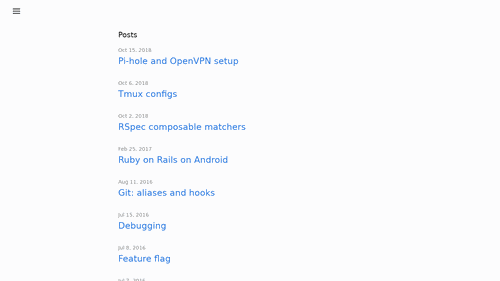 Posts
Oct 15, 2018
Pi-hole and OpenVPN setup
Oct 6, 2018
Tmux configs
Oct 2, 2018
RSpec composable matchers
Feb 25, 2017
Ruby on Rails on Android
Aug 11, 2016
Git: aliases and hooks
Jul 15, 2016
Debugging
Jul 8, 2016
Feature flag